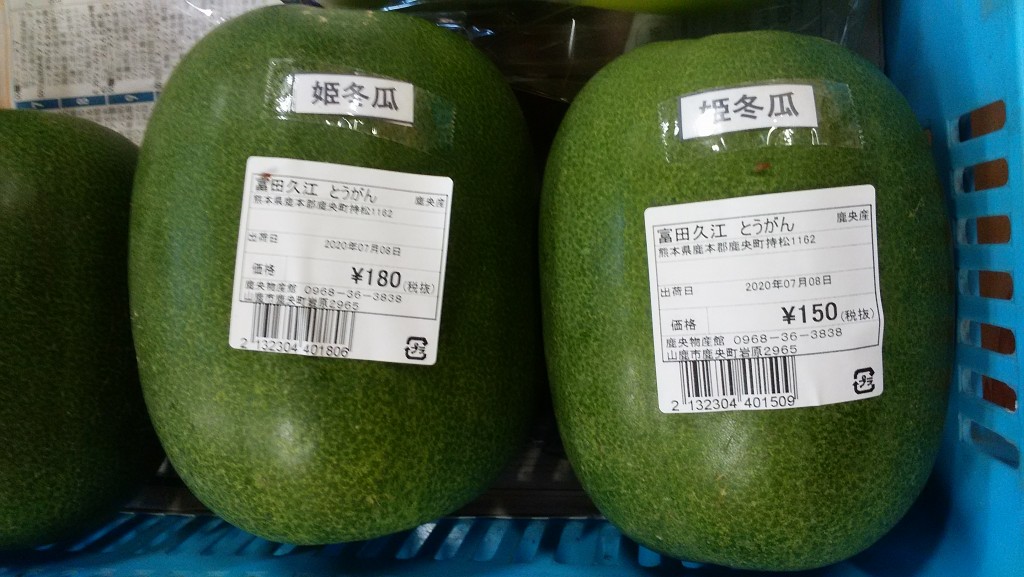 姫冬瓜
富田久江 とうがん
鹿央産
熊本県鹿本郡鹿央町持松1162
出荷日 2020年07月08日
価格 ¥180(税抜)
鹿央物産館 0968-36-3838
山鹿市鹿央町岩原2965
2 132304 401806
プラ
姫冬瓜
富田久江 とうがん
鹿央産
熊本県鹿本郡鹿央町持松1162
出荷日 2020年07月08日
価格 ¥150(税抜)
鹿央物産館 0968-36-3838
山鹿市鹿央町岩原2965
2 132304 401509
プラ
7 8 9